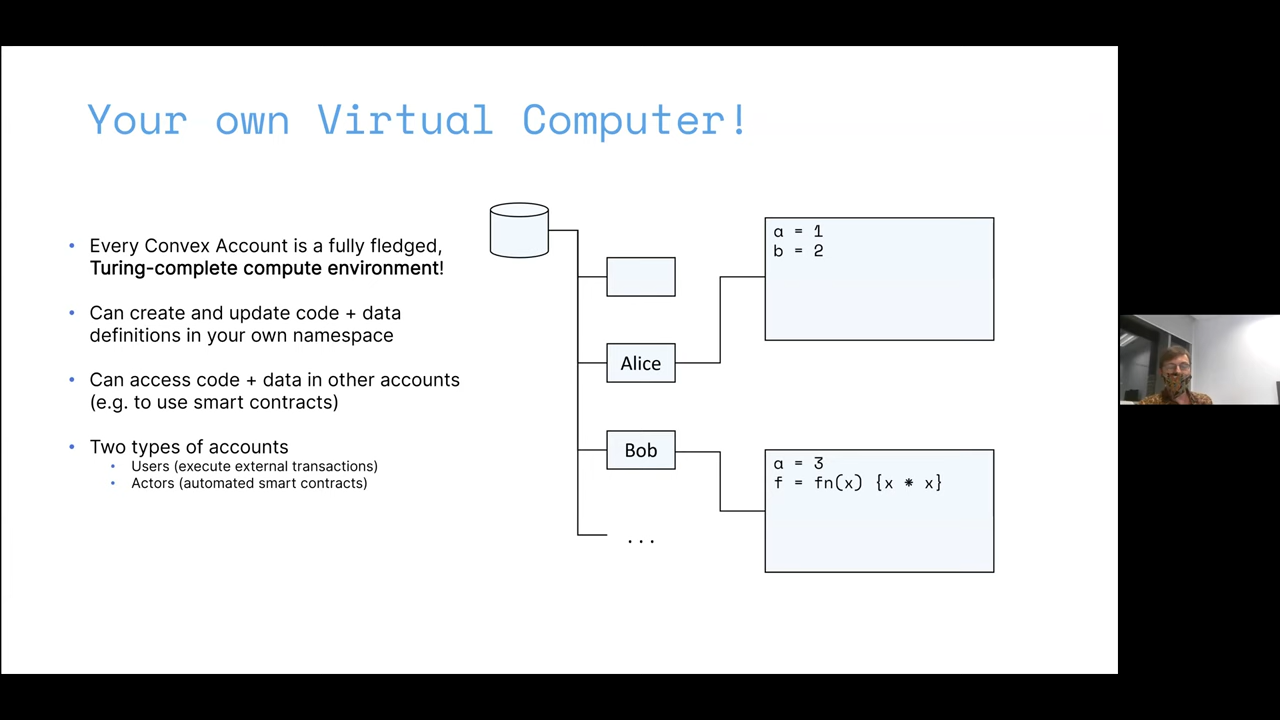 Your own Virtual Computer!
• Every Convex Account is a fully fledged,
Turing-complete compute environment!
• Can create and update code + data
definitions in your own namespace
• Can access code + data in other accounts
(e.g. to use smart contracts)
• Two types of accounts
• Users (execute external transactions)
• Actors (automated smart contracts)
Alice
Bob
...
a = 1
b = 2
a = 3
f = fn(x) {x * x}